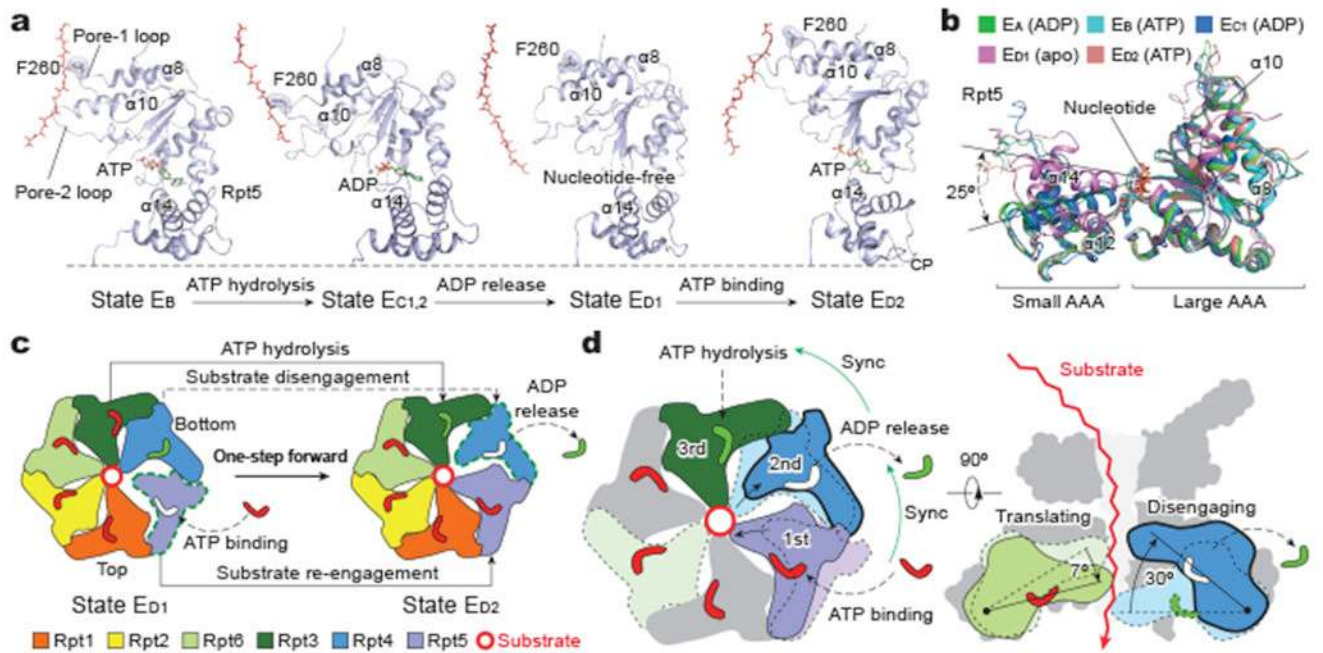 a
Pore-1 loop
F260
α8
α10
ATP
Pore-2 loop
α14
Rpt5
F260
α8
α10
ADP
α14
F260
α8
α10
Nucleotide-free
α14
F260
α8
α10
ATP
α14
CP
State EB
ATP hydrolysis
State EC1,2
ADP release
State ED1
ATP binding
State ED2
b
EA (ADP)
EB (ATP)
EC1 (ADP)
ED1 (apo)
ED2 (ATP)
Rpt5
Nucleotide
α10
α14
25º
α8
α12
Small AAA
Large AAA
c
ATP hydrolysis
Substrate disengagement
ADP
release
Bottom
One-step forward
ATP binding
Top
Substrate re-engagement
State ED1
State ED2
Rpt1
Rpt2
Rpt6
Rpt3
Rpt4
Rpt5
Substrate
d
ATP hydrolysis
Sync
ADP release
3rd
2nd
1st
Sync
ATP binding
90º
Substrate
Translating
Disengaging
7º
30º